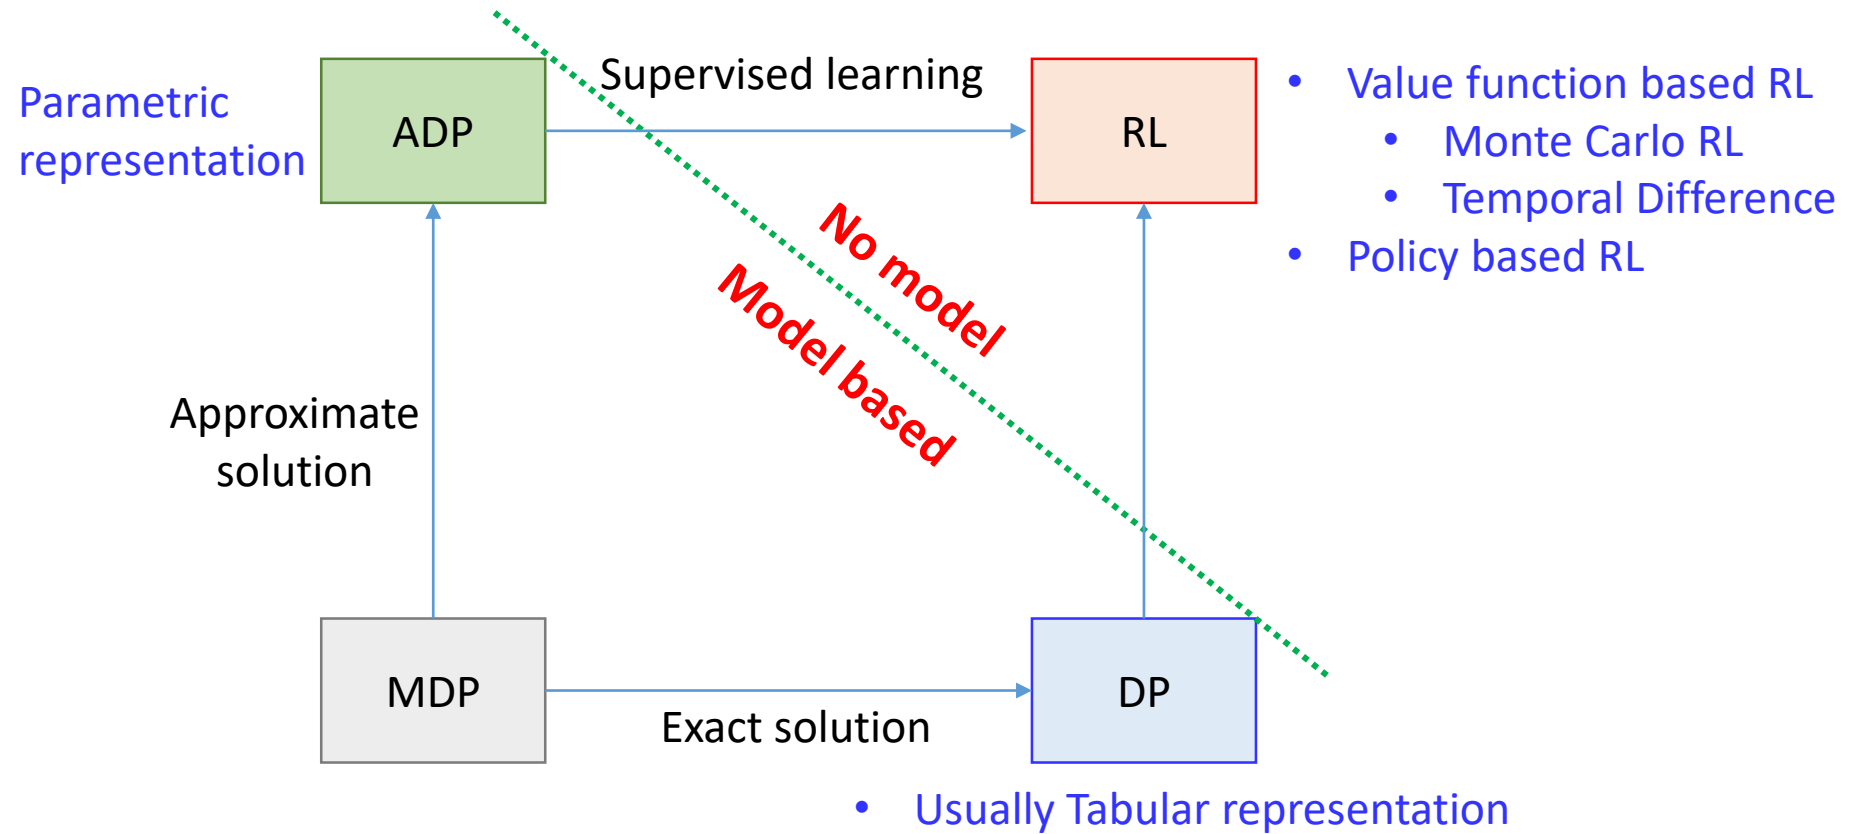 Supervised learning
Parametric
representation
ADP
RL
• Value function based RL
• Monte Carlo RL
• Temporal Difference
• Policy based RL
No model
Model based
Approximate
solution
MDP
Exact solution
DP
• Usually Tabular representation